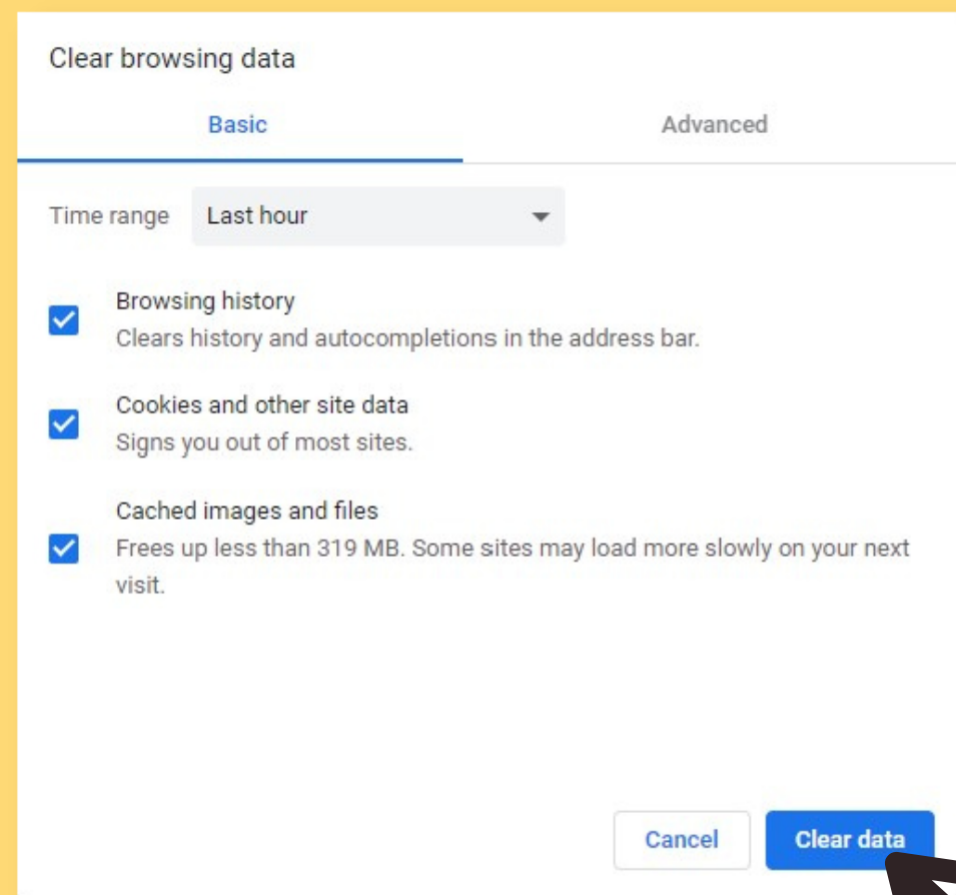 Clear browsing data
Basic Advanced
Time range Last hour
Browsing history
Clears history and autocompletions in the address bar.
Cookies and other site data
Signs you out of most sites.
Cached images and files
Frees up less than 319 MB. Some sites may load more slowly on your next
visit.
Cancel Clear data